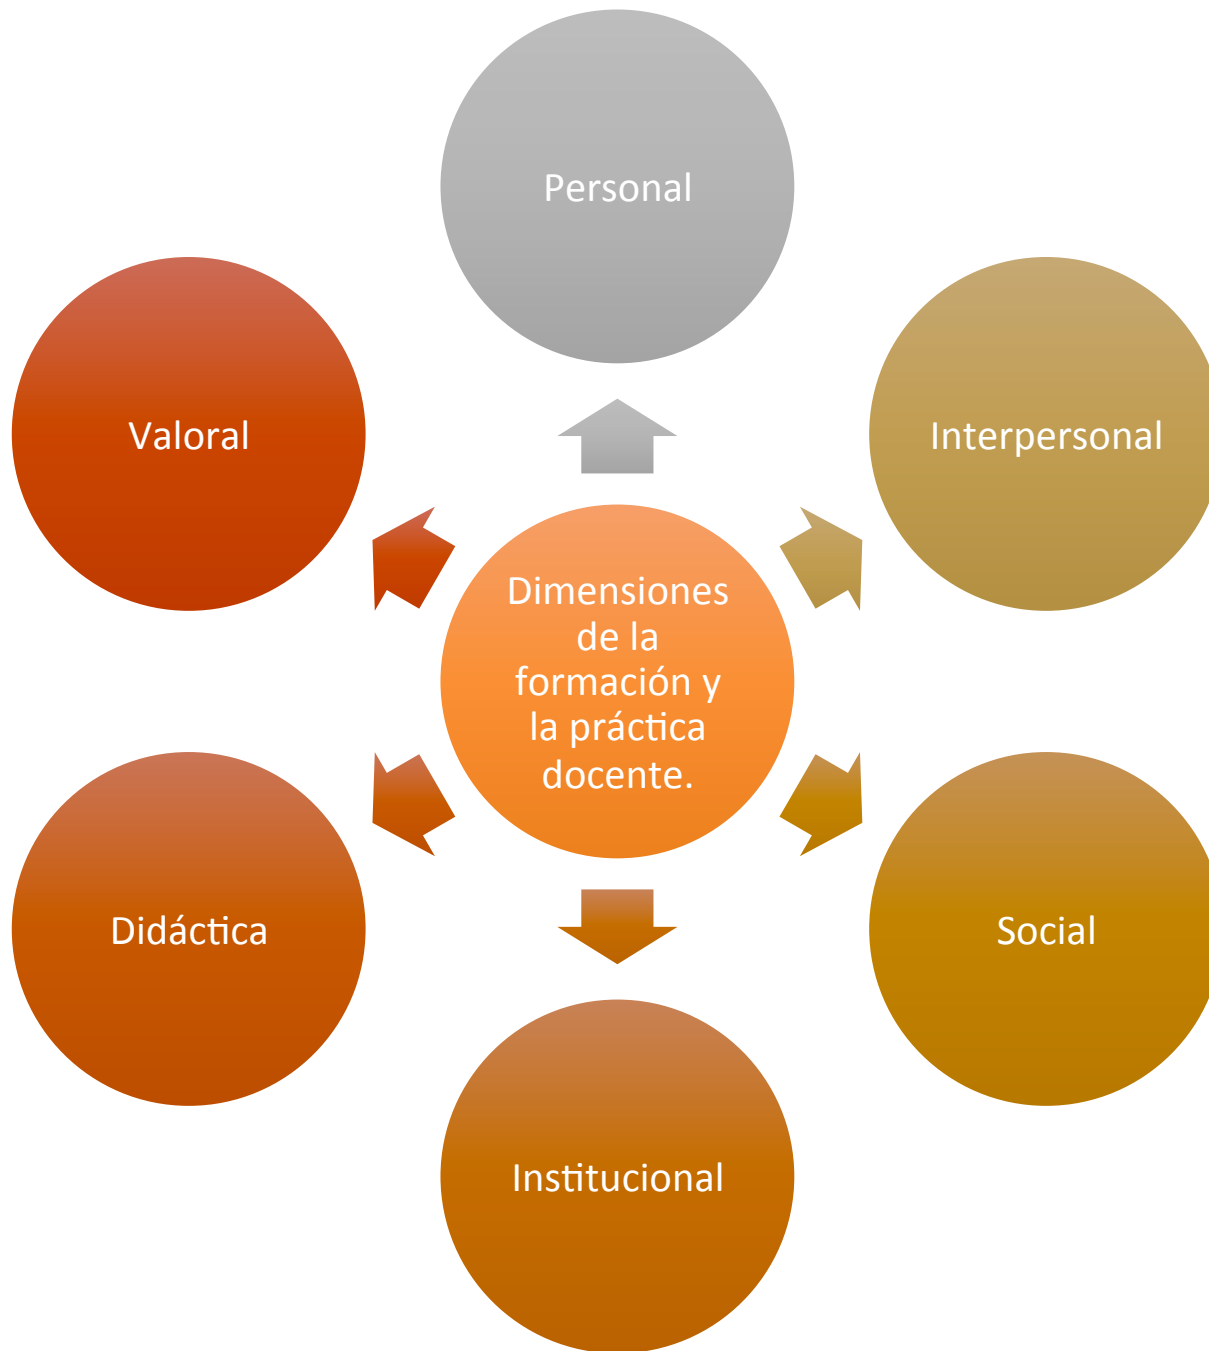 Personal
Valoral
Interpersonal
Dimensiones
de la
formación y
la práctica
docente.
Didáctica
Social
Institucional